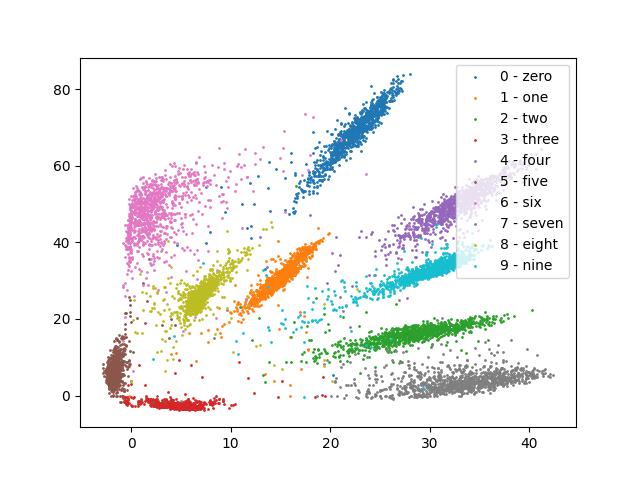 80
60
40
20
0
0 10 20 30 40
0 - zero
1 - one
2 - two
3 - three
4 - four
5 - five
6 - six
7 - seven
8 - eight
9 - nine